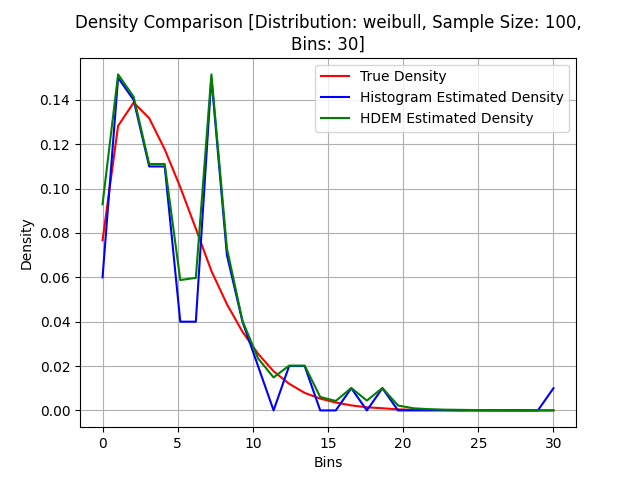 Density Comparison [Distribution: weibull, Sample Size: 100,
Bins: 30]
True Density
Histogram Estimated Density
HDEM Estimated Density
Density
0.14
0.12
0.10
0.08
0.06
0.04
0.02
0.00
0 5 10 15 20 25 30
Bins